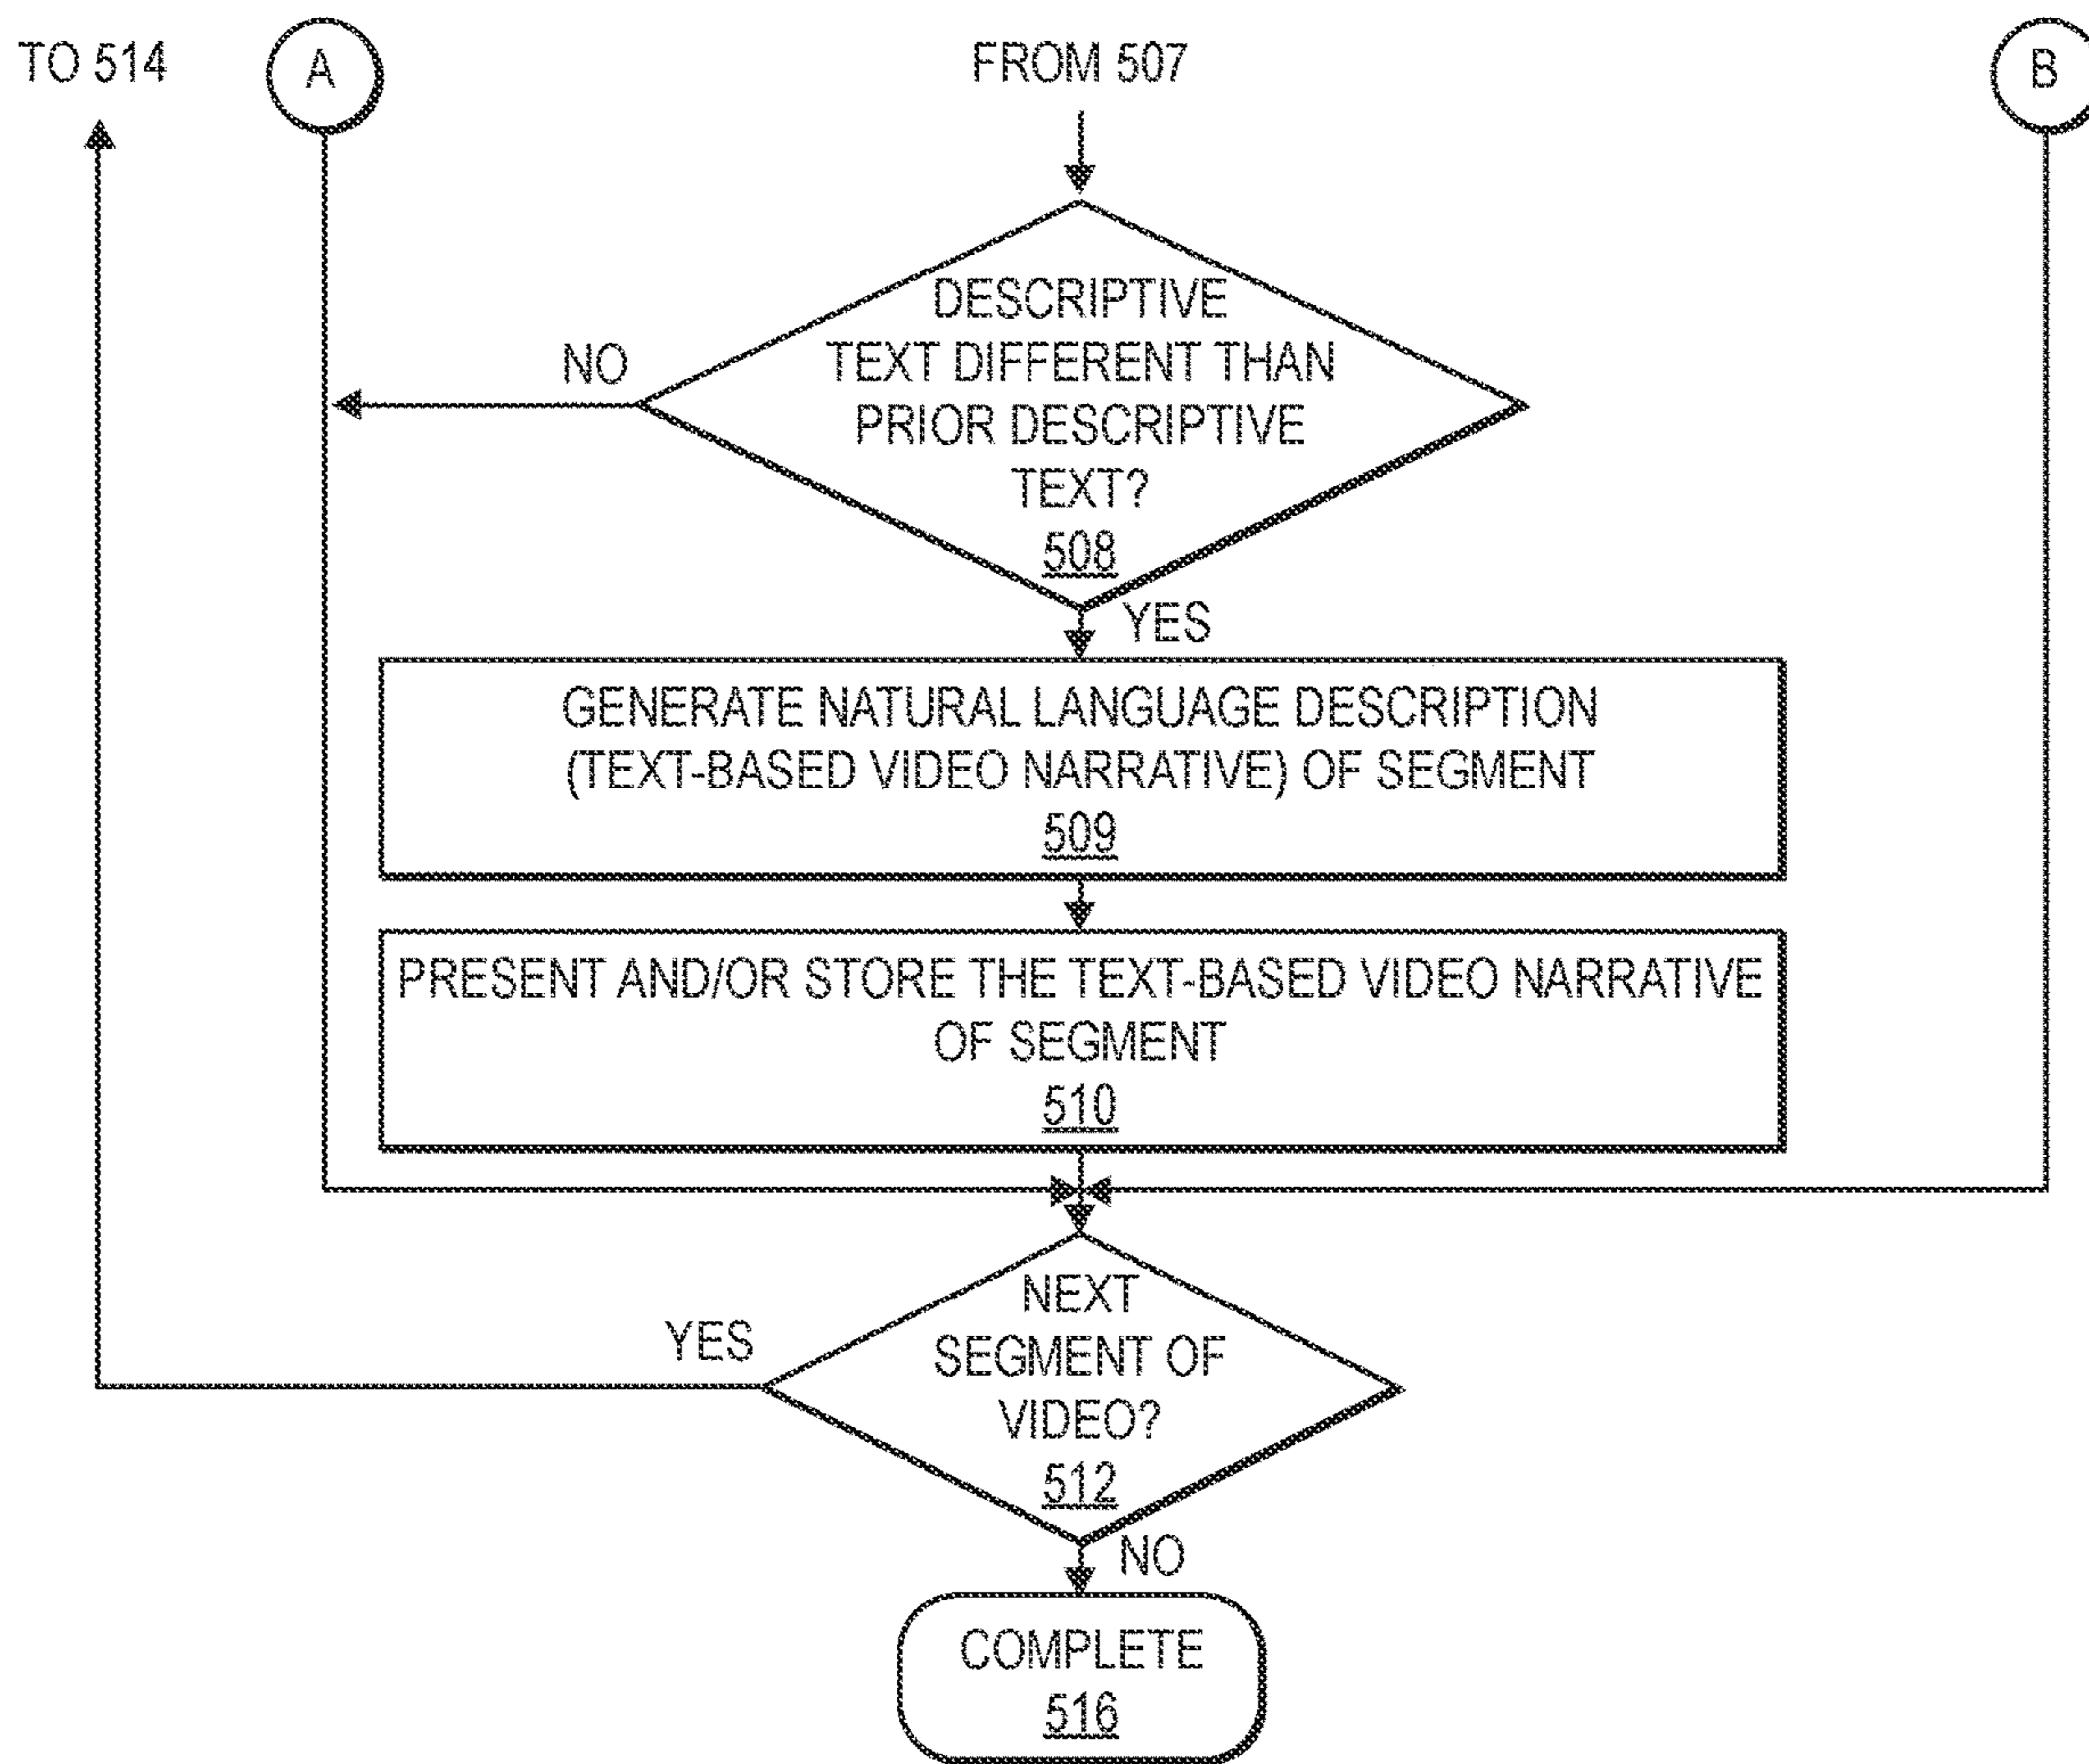 TO 514
A
FROM 507
B
DESCRIPTIVE
TEXT DIFFERENT THAN
PRIOR DESCRIPTIVE
TEXT?
508
NO
YES
GENERATE NATURAL LANGUAGE DESCRIPTION
(TEXT-BASED VIDEO NARRATIVE) OF SEGMENT
509
PRESENT AND/OR STORE THE TEXT-BASED VIDEO NARRATIVE
OF SEGMENT
510
NEXT
SEGMENT OF
VIDEO?
512
YES
NO
COMPLETE
516